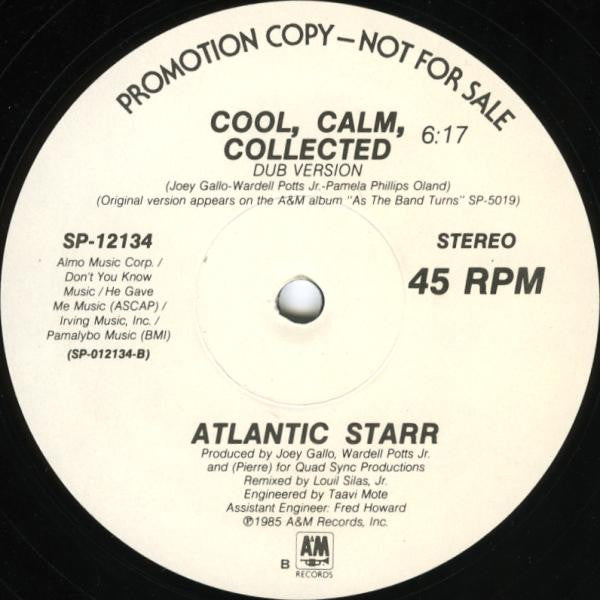 PROMOTION COPY—NOT FOR SALE
COOL, CALM,
COLLECTED 6:17
DUB VERSION
(Joey Gallo-Wardell Potts Jr.-Pamela Phillips Oland)
(Original version appears on the A&M album "As The Band Turns" SP-5019)
SP-12134
Almo Music Corp. /
Don't You Know
Music / He Gave
Me Music (ASCAP) /
Irving Music, Inc. /
Pamalybo Music (BMI)
(SP-012134-B)
STEREO
45 RPM
ATLANTIC STARR
Produced by Joey Gallo, Wardell Potts Jr.
and (Pierre) for Quad Sync Productions
Remixed by Louil Silas, Jr.
Engineered by Taavi Mote
Assistant Engineer: Fred Howard
℗1985 A&M Records, Inc.
B
A&M
RECORDS